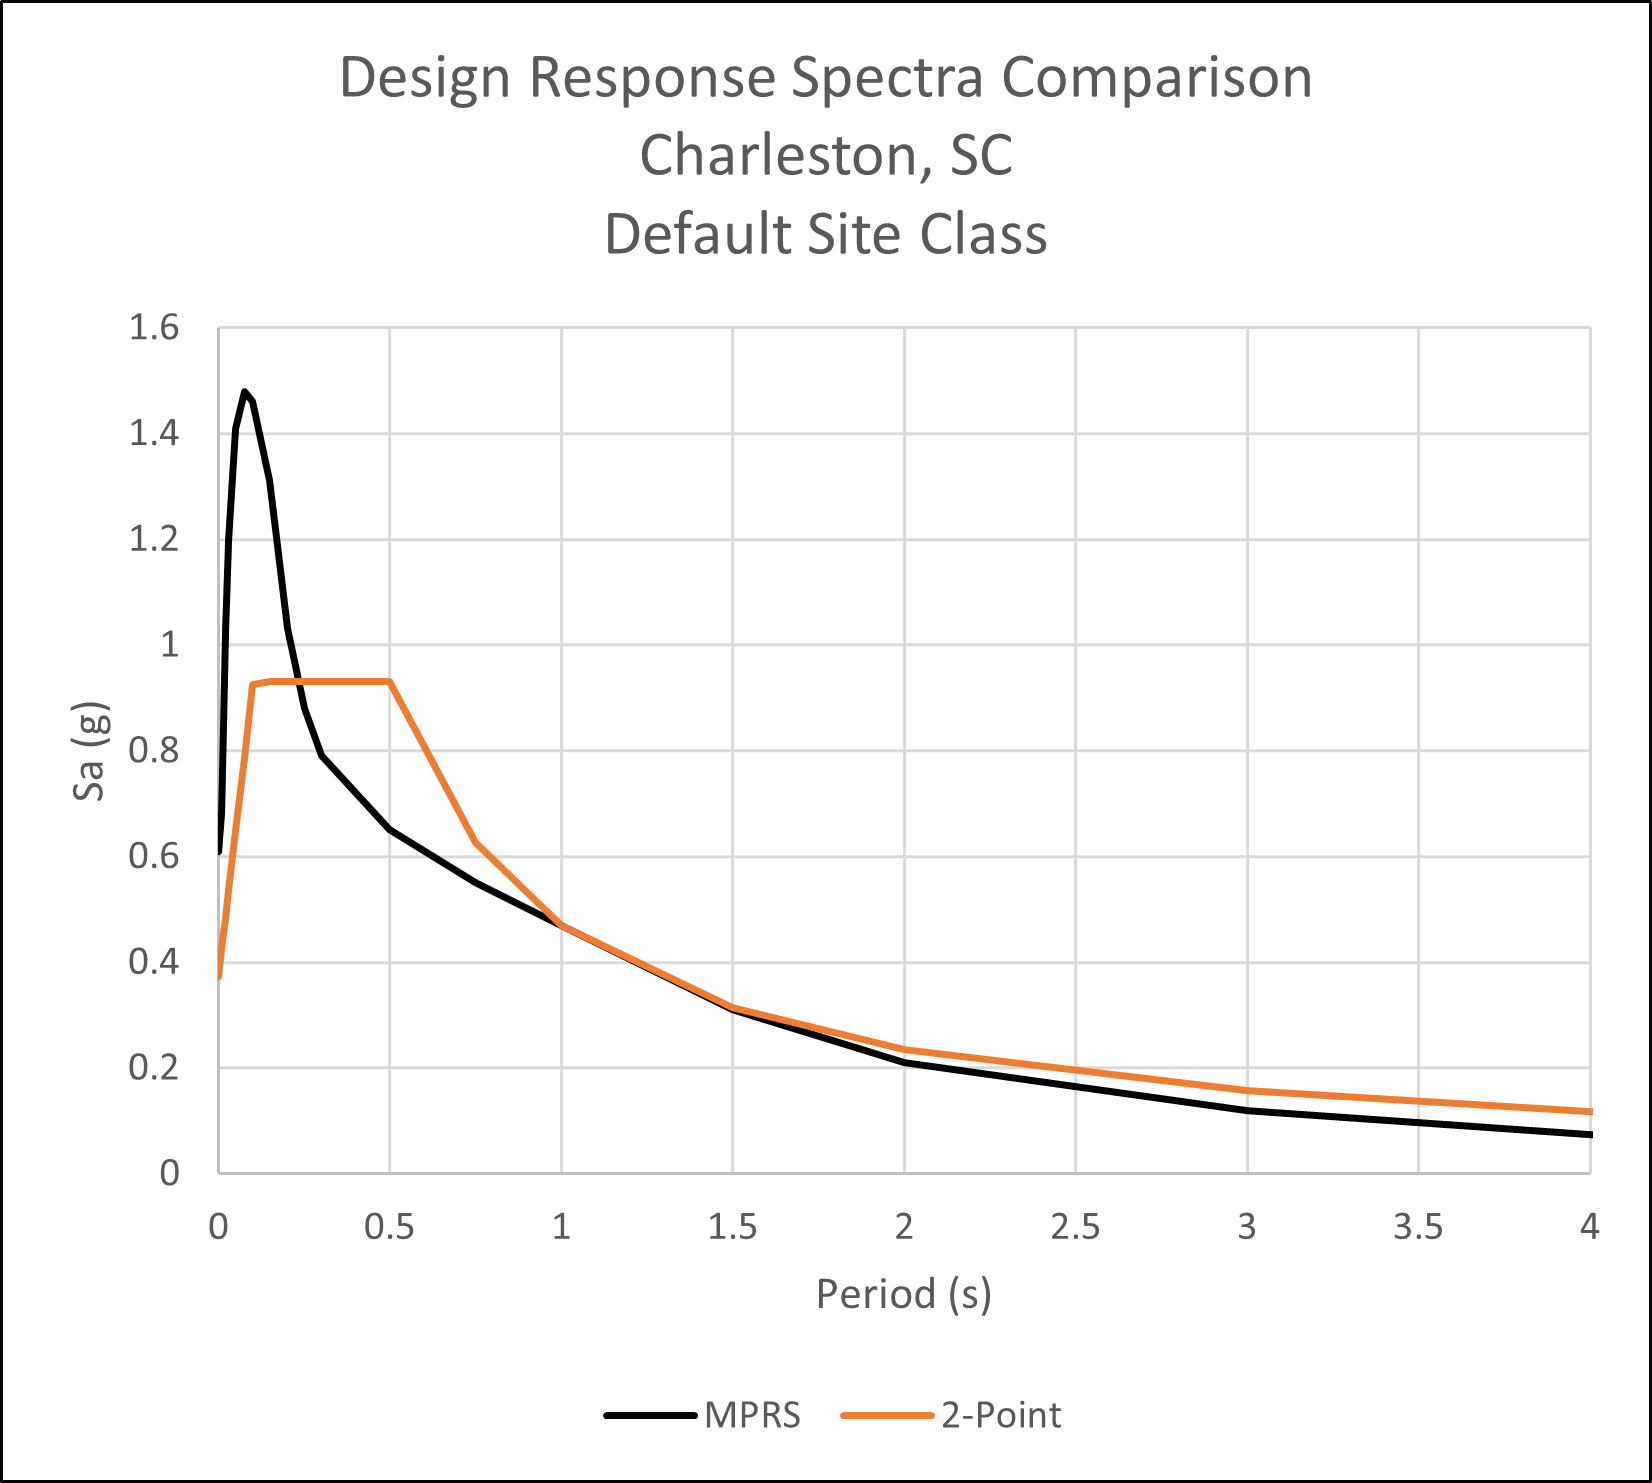 Design Response Spectra Comparison
Charleston, SC
Default Site Class
1.6
1.4
1.2
1
0.8
0.6
0.4
0.2
0
Sa (g)
0 0.5 1 1.5 2 2.5 3 3.5 4
Period (s)
MPRS 2-Point